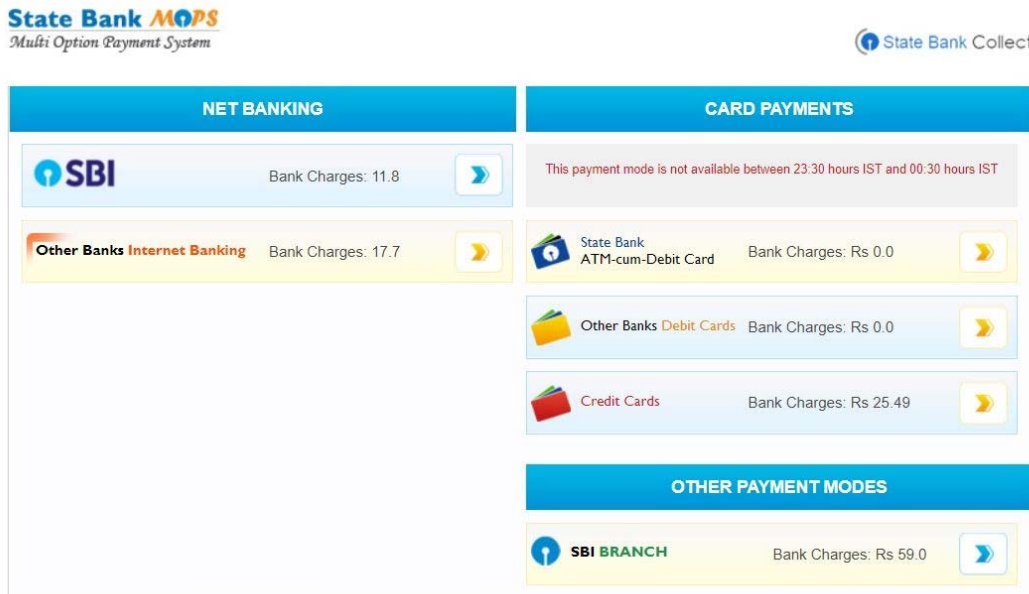 State Bank MOPS
Multi Option Payment System
State Bank Collect
NET BANKING
SBI
Bank Charges: 11.8
Other Banks Internet Banking
Bank Charges: 17.7
CARD PAYMENTS
This payment mode is not available between 23:30 hours IST and 00:30 hours IST
State Bank
ATM-cum-Debit Card
Bank Charges: Rs 0.0
Other Banks Debit Cards
Bank Charges: Rs 0.0
Credit Cards
Bank Charges: Rs 25.49
OTHER PAYMENT MODES
SBI BRANCH
Bank Charges: Rs 59.0